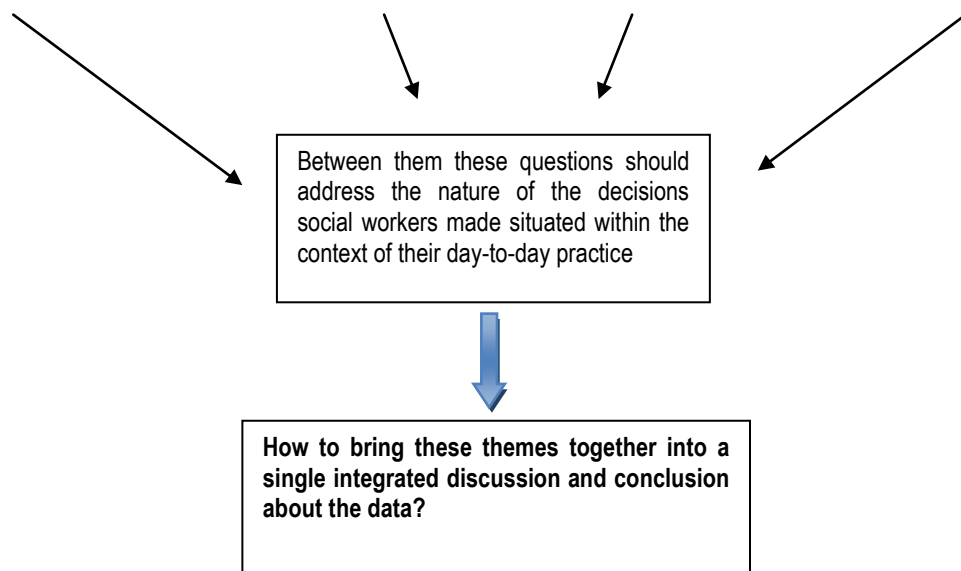 Between them these questions should
address the nature of the decisions
social workers made situated within the
context of their day-to-day practice
How to bring these themes together into a
single integrated discussion and conclusion
about the data?